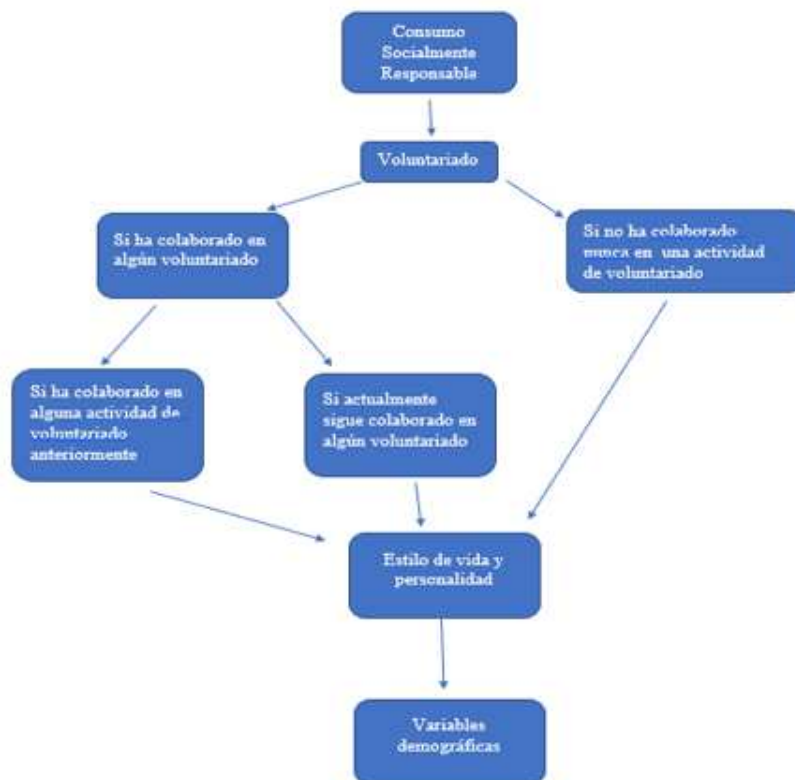 Consumo
Socialmente
Responsable
Voluntariado
Si ha colaborado en
algún voluntariado
Si no ha colaborado
nunca en una actividad
de voluntariado
Si ha colaborado en
alguna actividad de
voluntariado
anteriormente
Si actualmente
sigue colaborado en
algún voluntariado
Estilo de vida y
personalidad
Variables
demográficas